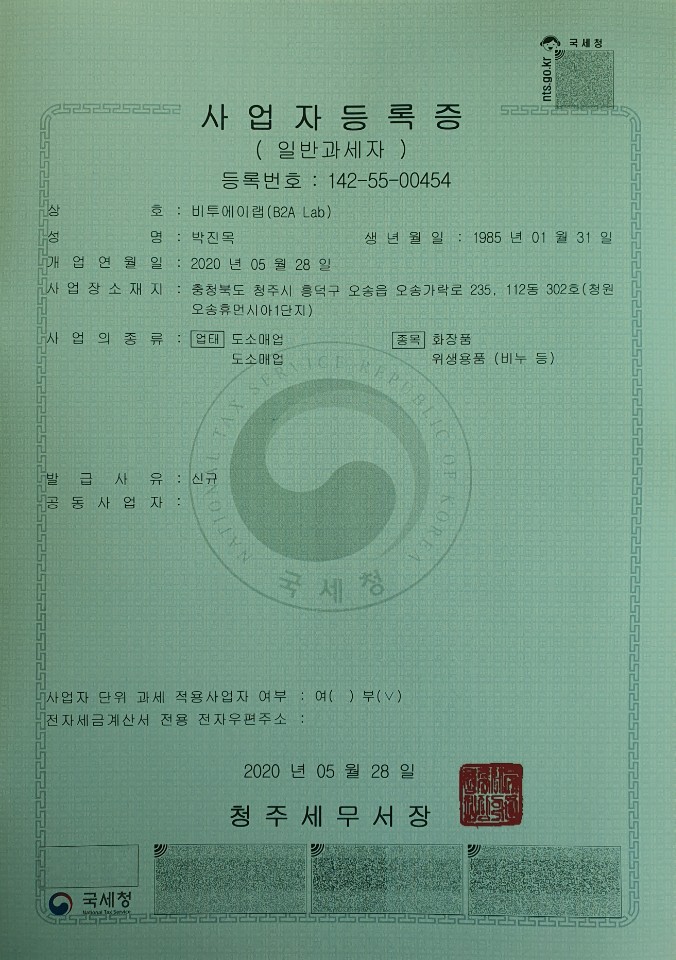 국세청
nts.go.kr
사업자등록증
( 일반과세자 )
등록번호 : 142-55-00454
상 호 : 비투에이랩(B2A Lab)
성 명 : 박진목 생 년 월 일 : 1985 년 01 월 31 일
개 업 연 월 일 : 2020 년 05 월 28 일
사 업 장 소 재 지 : 충청북도 청주시 흥덕구 오송읍 오송가락로 235, 112동 302호(청원
오송휴먼시아1단지)
사 업 의 종 류 : 업태 도소매업 종목 화장품
도소매업 위생용품 (비누 등)
NATIONAL TAX SERVICE REPUBLIC OF KOREA
발 급 사 유 : 신규
공 동 사 업 자 :
국세청
사업자 단위 과세 적용사업자 여부 : 여( ) 부(∨)
전자세금계산서 전용 전자우편주소 :
2020 년 05 월 28 일
청주세무서장
국세청
National Tax Service